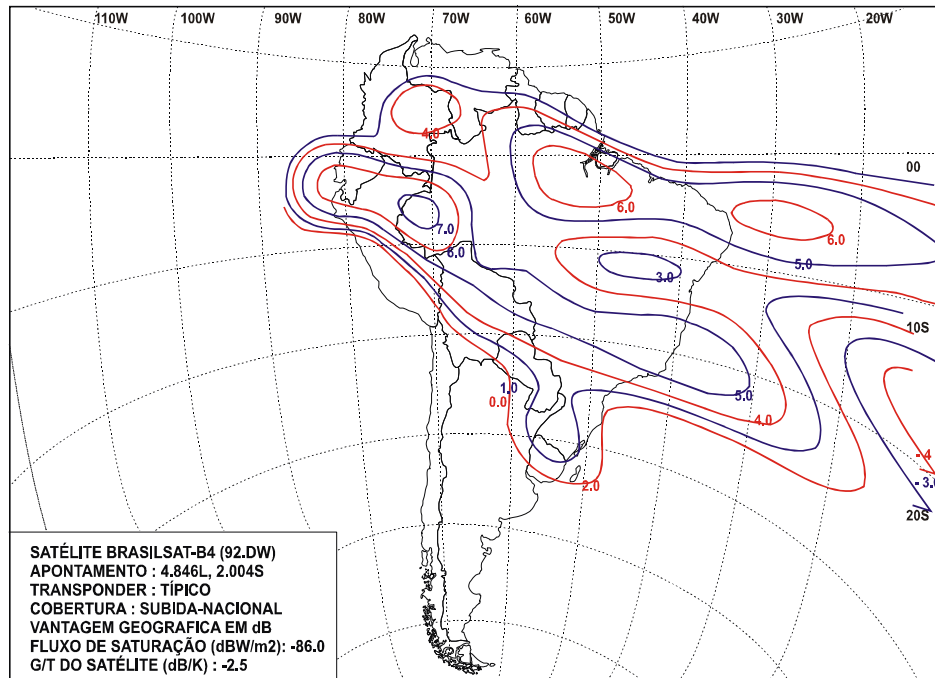 110W 100W 90W 80W 70W 60W 50W 40W 30W 20W
4.0
00
6.0
6.0
7.0
6.0
5.0
3.0
10S
1.0
5.0
0.0
4.0
- 4
2.0
- 3.0
20S
SATÉLITE BRASILSAT-B4 (92.DW)
APONTAMENTO : 4.846L, 2.004S
TRANSPONDER : TÍPICO
COBERTURA : SUBIDA-NACIONAL
VANTAGEM GEOGRAFICA EM dB
FLUXO DE SATURAÇÃO (dBW/m2): -86.0
G/T DO SATÉLITE (dB/K) : -2.5